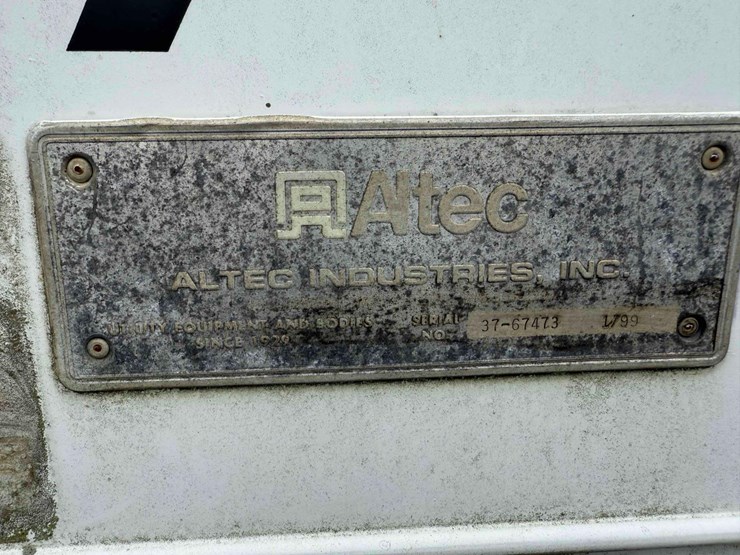 Altec
ALTEC INDUSTRIES, INC.
UTILITY EQUIPMENT AND BODIES
SINCE 1929
SERIAL
NO.
37-67473 1/99